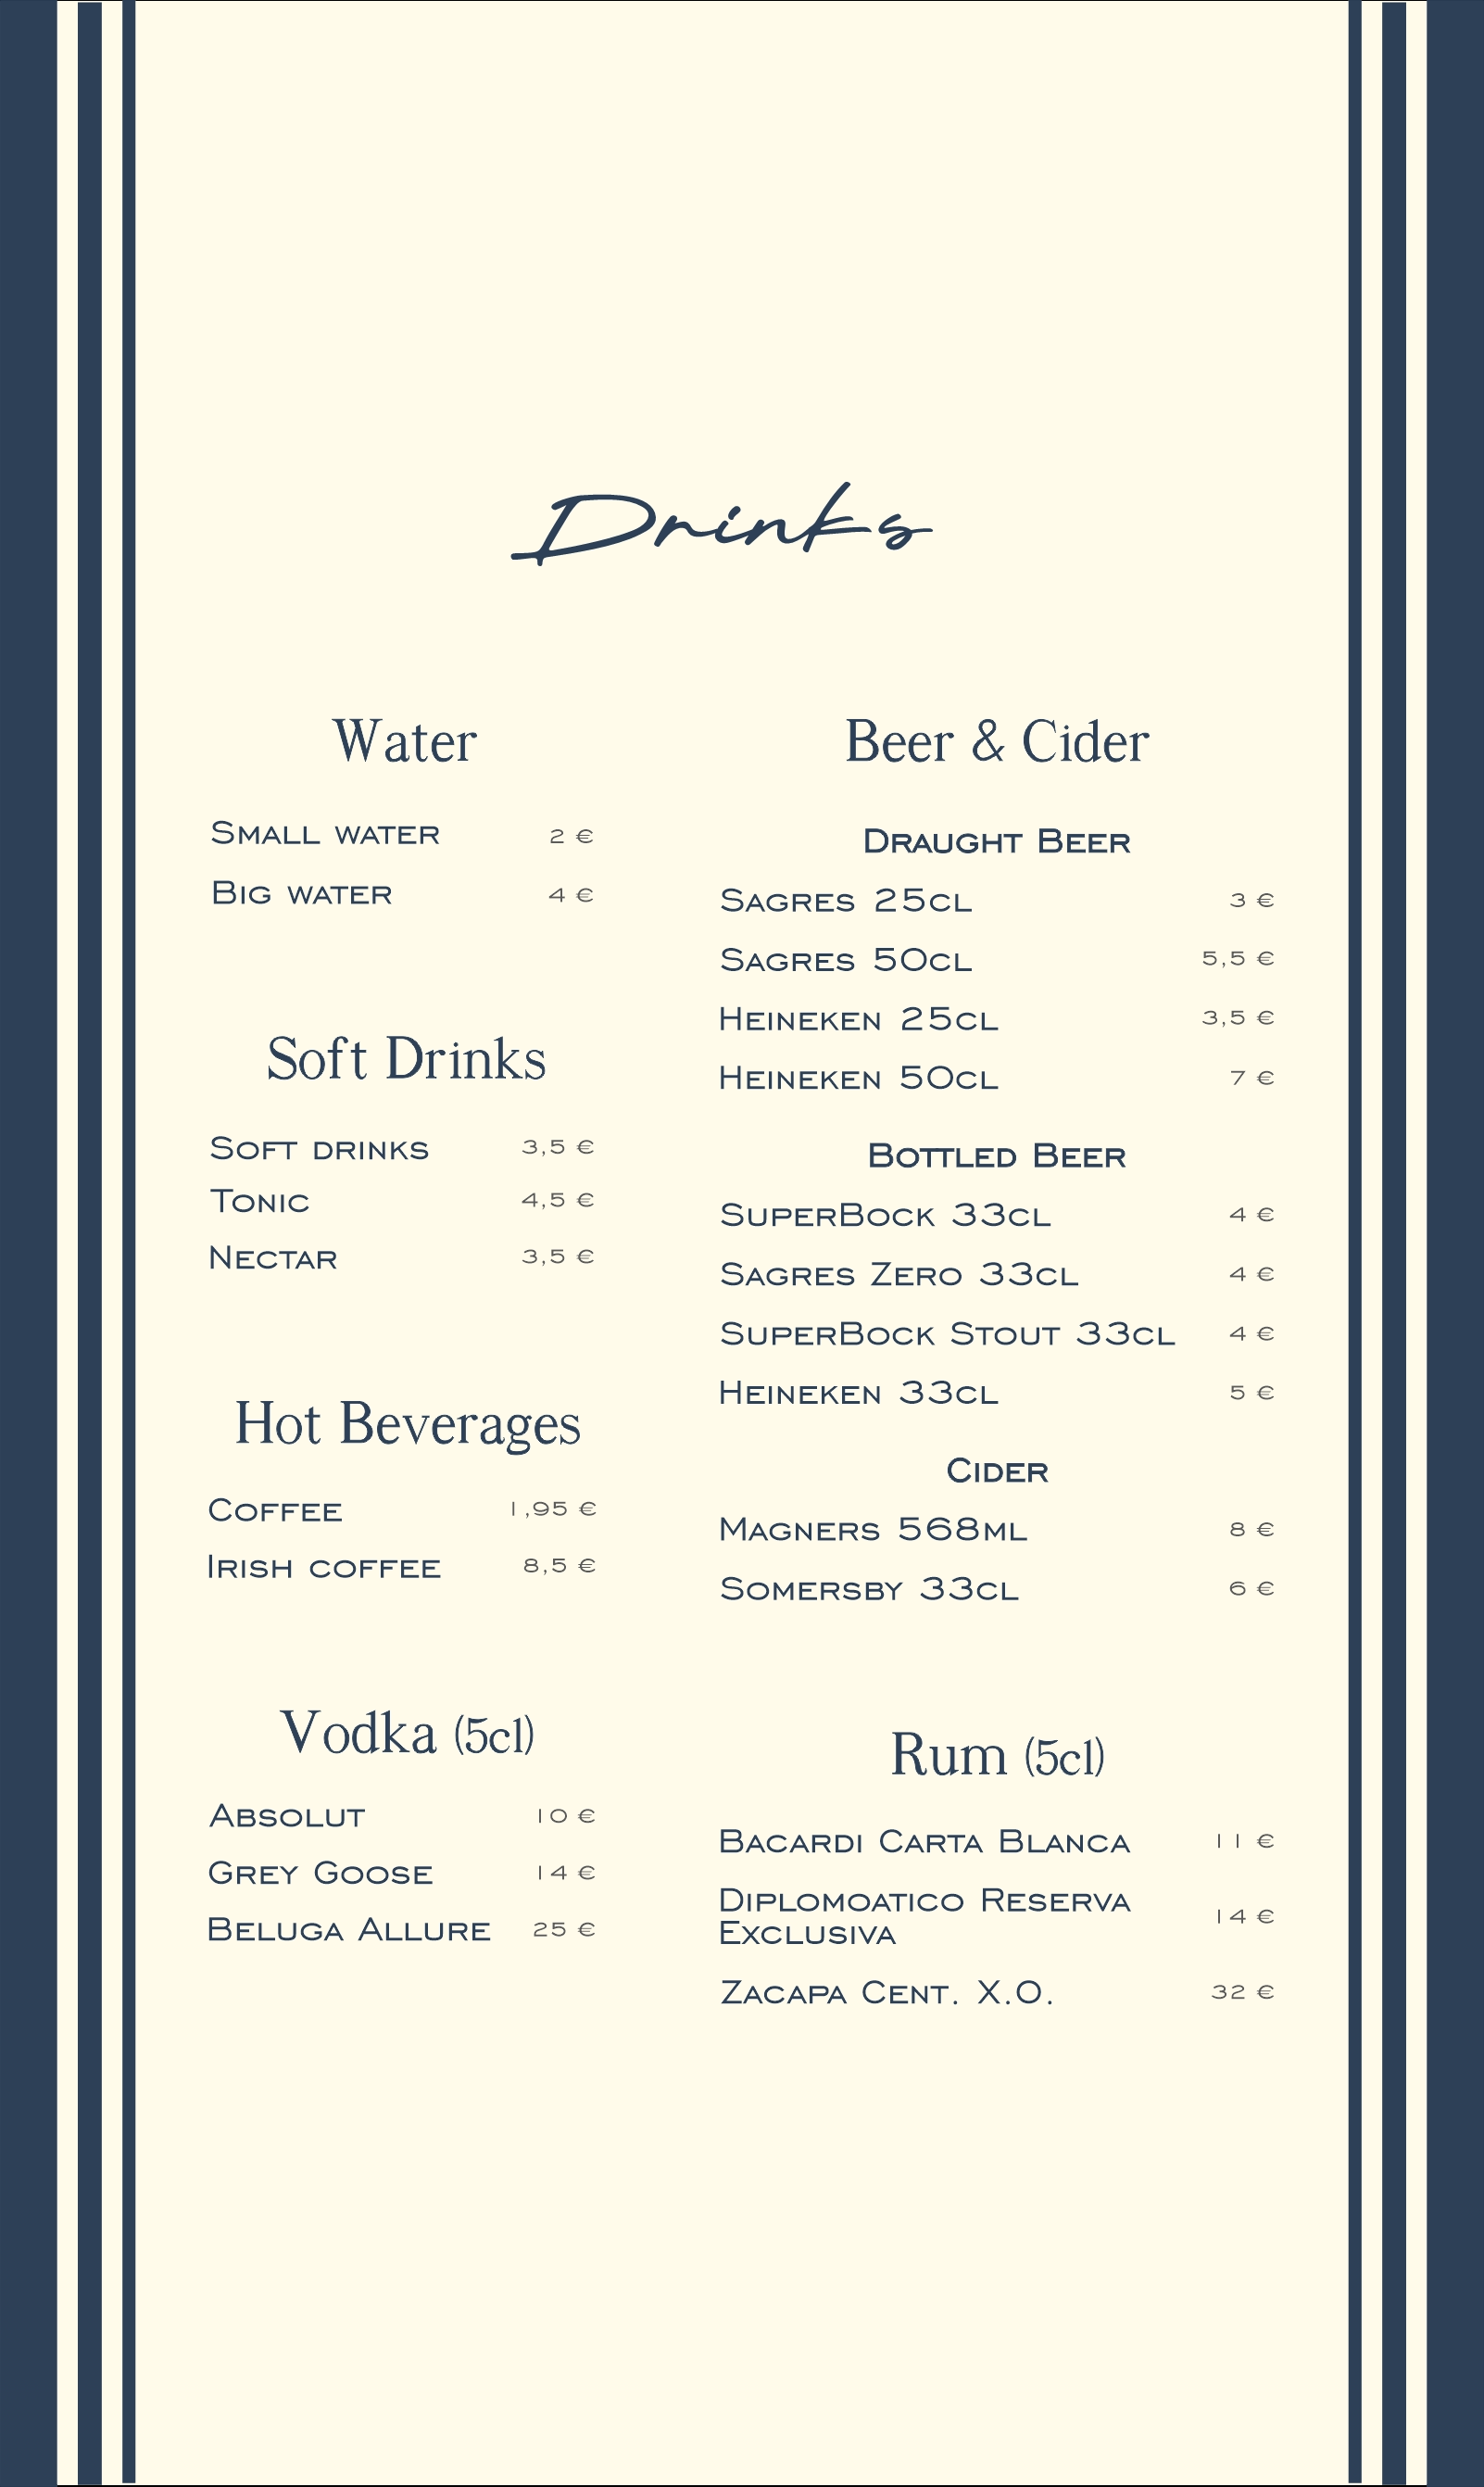 Drinks
Water
Small water 2 €
Big water 4 €
Soft Drinks
Soft drinks 3,5 €
Tonic 4,5 €
Nectar 3,5 €
Hot Beverages
Coffee 1,95 €
Irish coffee 8,5 €
Vodka (5cl)
Absolut 10 €
Grey Goose 14 €
Beluga Allure 25 €
Beer & Cider
Draught Beer
Sagres 25cl 3 €
Sagres 50cl 5,5 €
Heineken 25cl 3,5 €
Heineken 50cl 7 €
Bottled Beer
SuperBock 33cl 4 €
Sagres Zero 33cl 4 €
SuperBock Stout 33cl 4 €
Heineken 33cl 5 €
Cider
Magners 568ml 8 €
Somersby 33cl 6 €
Rum (5cl)
Bacardi Carta Blanca 11 €
Diplomoatico Reserva
Exclusiva 14 €
Zacapa Cent. X.O. 32 €